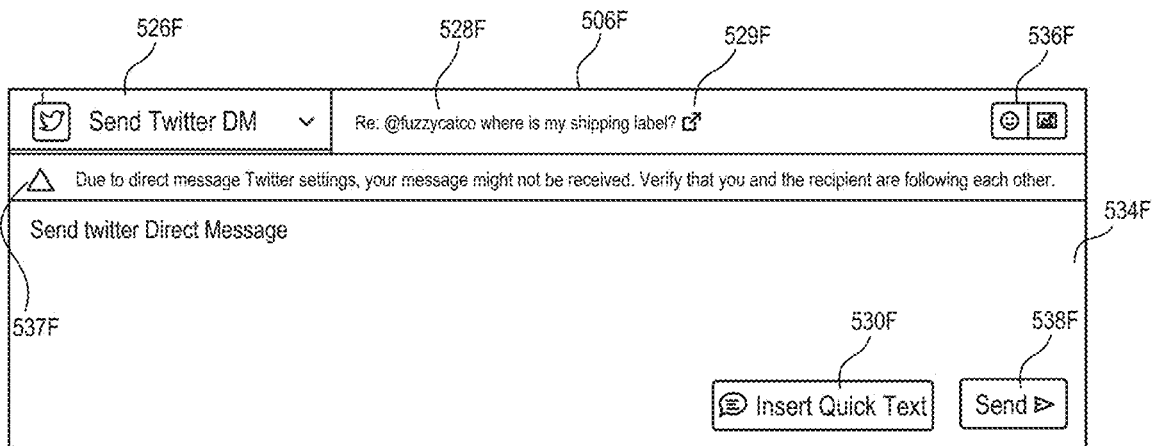 526F
528F
506F
529F
536F
Send Twitter DM
Re: @fuzzycatco where is my shipping label?
Due to direct message Twitter settings, your message might not be received. Verify that you and the recipient are following each other.
Send twitter Direct Message
534F
537F
530F
538F
Insert Quick Text
Send